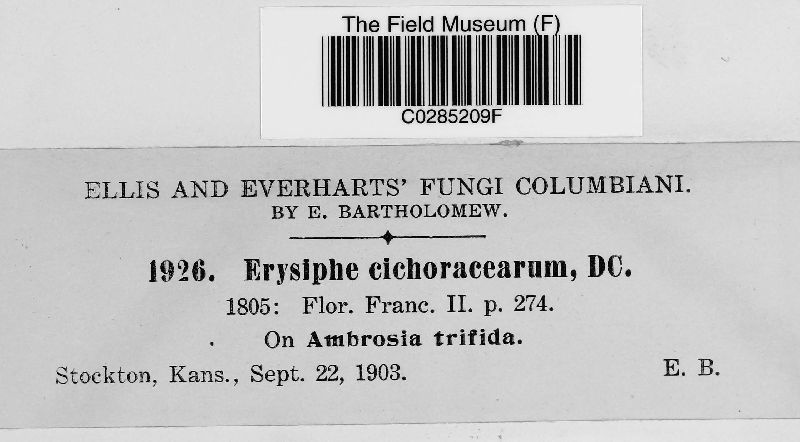 The Field Museum (F)
C0285209F
ELLIS AND EVERHARTS' FUNGI COLUMBIANI.
BY E. BARTHOLOMEW.
1926. Erysiphe cichoracearum, DC.
1805: Flor. Franc. II. p. 274.
On Ambrosia trifida.
Stockton, Kans., Sept. 22, 1903. E. B.